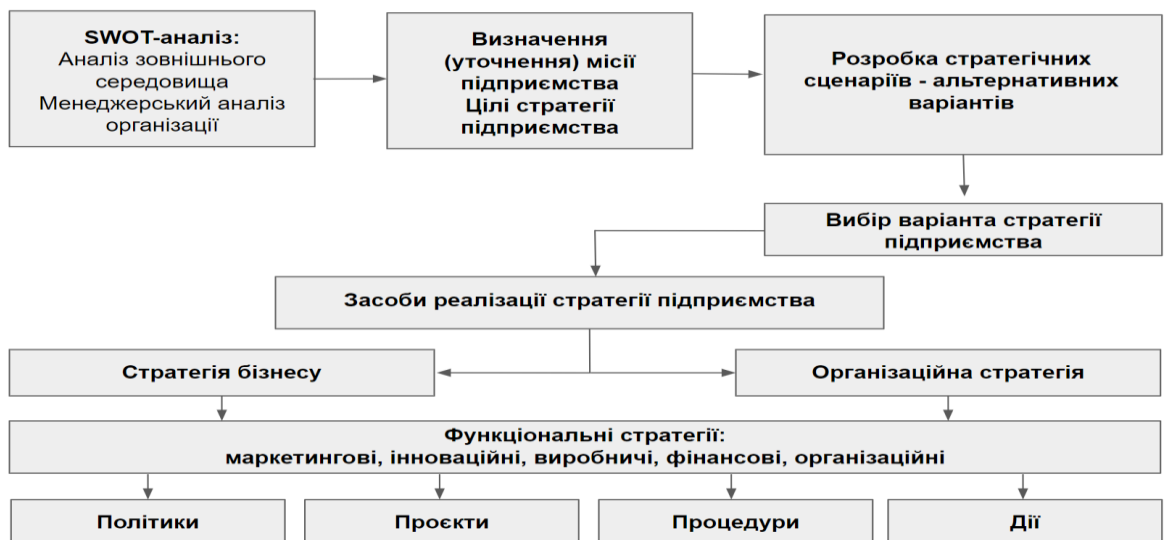 SWOT-аналіз:
Аналіз зовнішнього
середовища
Менеджерський аналіз
організації
Визначення
(уточнення) місії
підприємства
Цілі стратегії
підприємства
Розробка стратегічних
сценаріїв - альтернативних
варіантів
Вибір варіанта стратегії
підприємства
Засоби реалізації стратегії підприємства
Стратегія бізнесу
Організаційна стратегія
Функціональні стратегії:
маркетингові, інноваційні, виробничі, фінансові, організаційні
Політики
Проєкти
Процедури
Дії